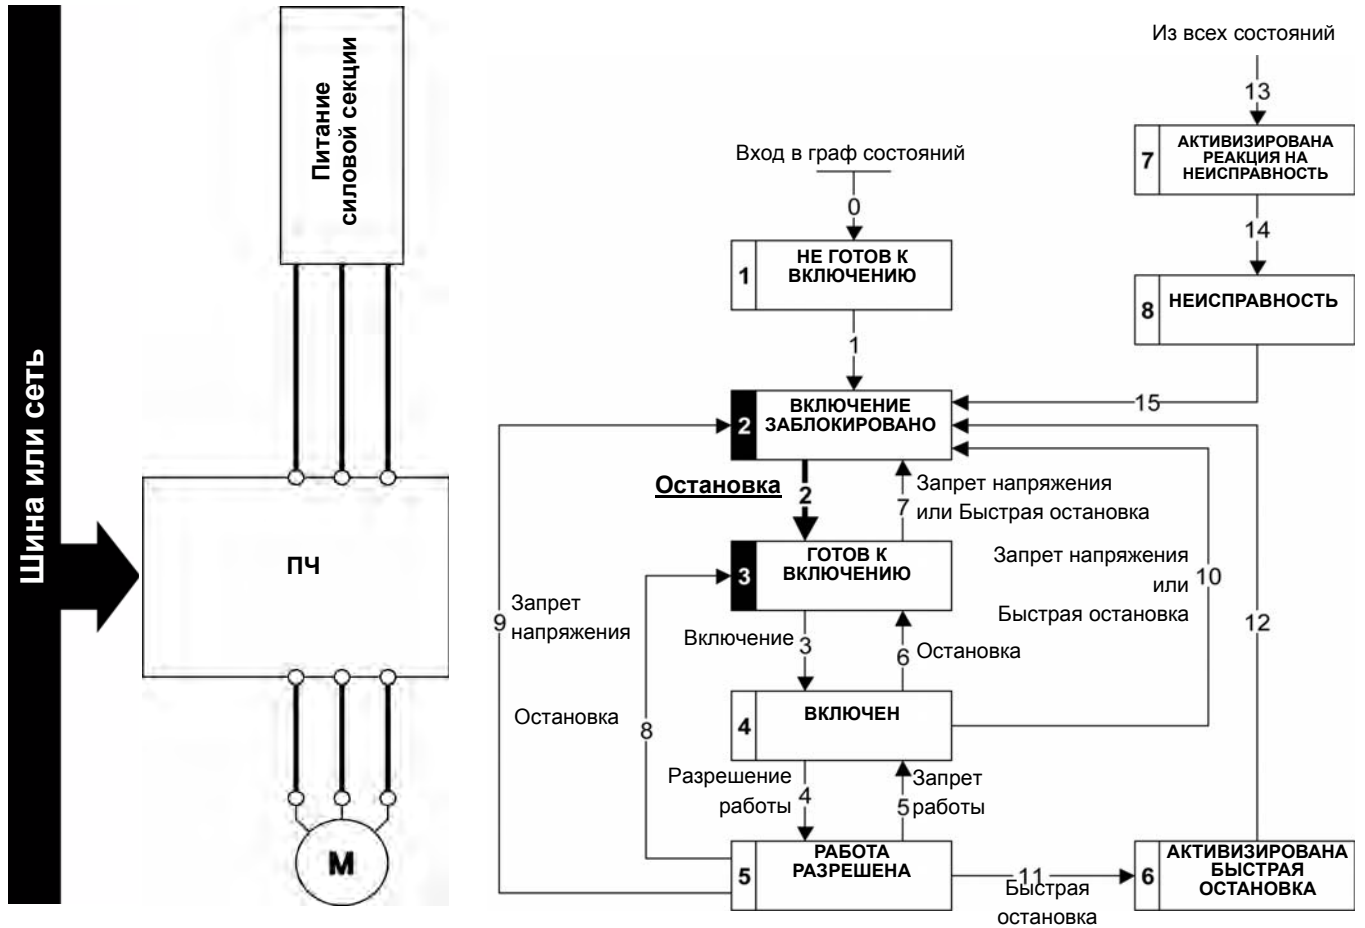 Шина или сеть
Питание
силовой секции
ПЧ
М
Из всех состояний
13
7
АКТИВИЗИРОВАНА
РЕАКЦИЯ НА
НЕИСПРАВНОСТЬ
14
8
НЕИСПРАВНОСТЬ
15
Вход в граф состояний
0
1
НЕ ГОТОВ К
ВКЛЮЧЕНИЮ
1
2
ВКЛЮЧЕНИЕ
ЗАБЛОКИРОВАНО
Остановка
2
7
Запрет напряжения
или Быстрая остановка
3
ГОТОВ К
ВКЛЮЧЕНИЮ
Запрет напряжения
или
Быстрая остановка
10
12
9
Запрет
напряжения
Включение
3
6
Остановка
Остановка
8
4
ВКЛЮЧЕН
Разрешение
работы
4
5
Запрет
работы
5
РАБОТА
РАЗРЕШЕНА
11
Быстрая
остановка
6
АКТИВИЗИРОВАНА
БЫСТРАЯ
ОСТАНОВКА